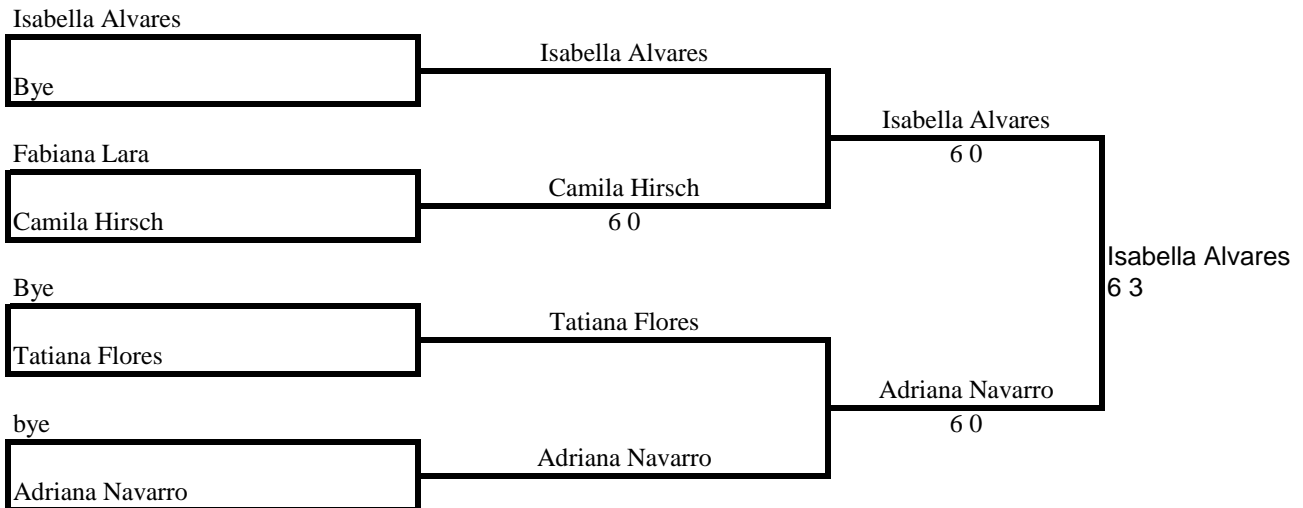 Isabella Alvares
Isabella Alvares
Bye
Isabella Alvares
6 0
Fabiana Lara
Camila Hirsch
6 0
Camila Hirsch
Isabella Alvares
6 3
Bye
Tatiana Flores
Tatiana Flores
Adriana Navarro
6 0
bye
Adriana Navarro
Adriana Navarro